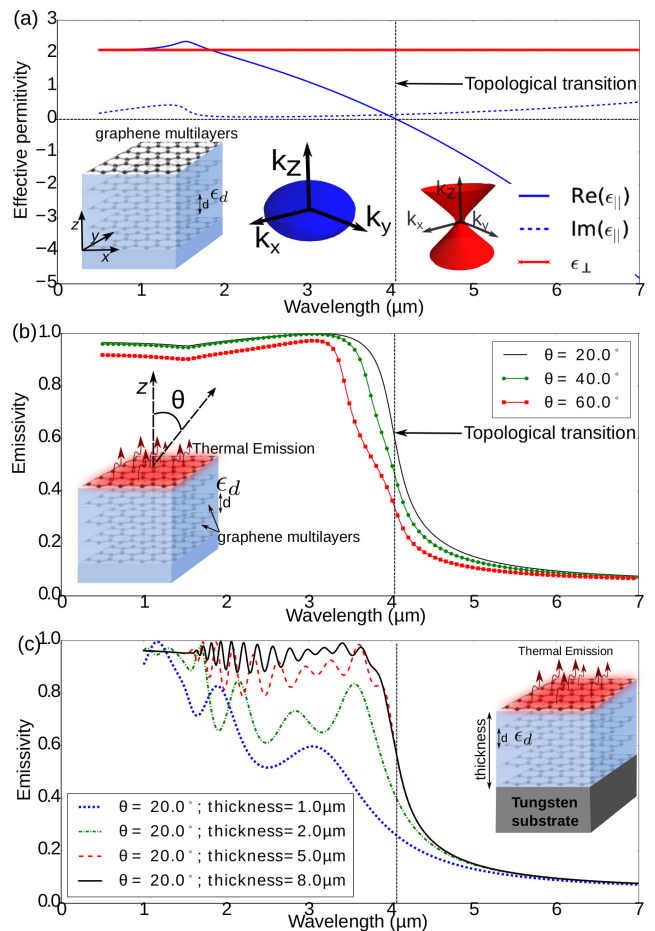 (a)
3
2
1
0
−1
−2
−3
−4
−5
Effective permitivity
Topological transition
graphene multilayers
d ϵd
z
y
x
kZ
ky
kx
kZ
kx
ky
Re(ϵ||)
Im(ϵ||)
ϵ⊥
0 1 2 3 4 5 6 7
Wavelength (μm)
(b)
1.0
0.8
0.6
0.4
0.2
0.0
Emissivity
θ = 20.0°
θ = 40.0°
θ = 60.0°
Topological transition
z
θ
Thermal Emission
ϵd
d
graphene multilayers
0 1 2 3 4 5 6 7
Wavelength (μm)
(c)
1.0
0.8
0.6
0.4
0.2
0.0
Emissivity
Thermal Emission
thickness
d ϵd
Tungsten
substrate
θ = 20.0°; thickness=1.0μm
θ = 20.0°; thickness=2.0μm
θ = 20.0°; thickness=5.0μm
θ = 20.0°; thickness=8.0μm
0 1 2 3 4 5 6 7
Wavelength (μm)